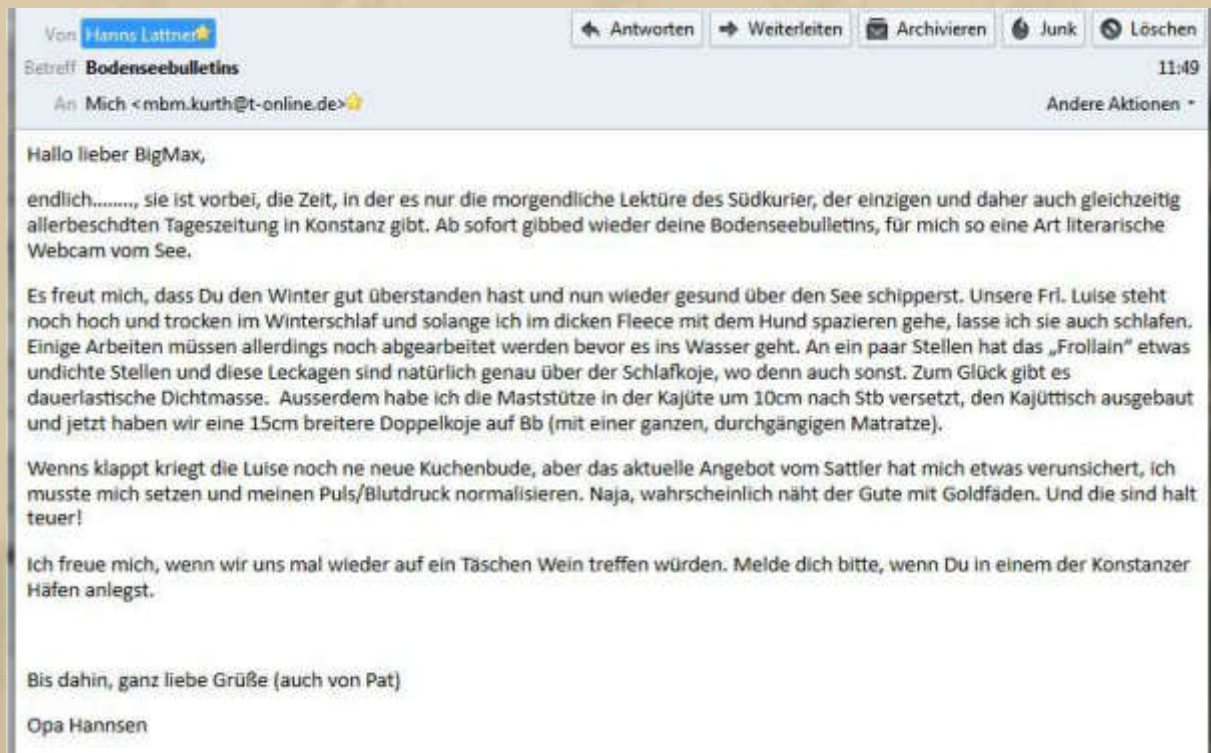 Von Hanns Lattner
Antworten Weiterleiten Archivieren Junk Löschen
Betreff Bodenseebulletins 11:49
An Mich <mbm.kurth@t-online.de> Andere Aktionen
Hallo lieber BigMax,
endlich........, sie ist vorbei, die Zeit, in der es nur die morgendliche Lektüre des Südkurier, der einzigen und daher auch gleichzeitig
allerbeschdten Tageszeitung in Konstanz gibt. Ab sofort gibbed wieder deine Bodenseebulletins, für mich so eine Art literarische
Webcam vom See.
Es freut mich, dass Du den Winter gut überstanden hast und nun wieder gesund über den See schipperst. Unsere Frl. Luise steht
noch hoch und trocken im Winterschlaf und solange ich im dicken Fleece mit dem Hund spazieren gehe, lasse ich sie auch schlafen.
Einige Arbeiten müssen allerdings noch abgearbeitet werden bevor es ins Wasser geht. An ein paar Stellen hat das „Frollain“ etwas
undichte Stellen und diese Leckagen sind natürlich genau über der Schlafkoje, wo denn auch sonst. Zum Glück gibt es
dauerlastische Dichtmasse. Ausserdem habe ich die Maststütze in der Kajüte um 10cm nach Stb versetzt, den Kajüttisch ausgebaut
und jetzt haben wir eine 15cm breitere Doppelkoje auf Bb (mit einer ganzen, durchgängigen Matratze).
Wenns klappt kriegt die Luise noch ne neue Kuchenbude, aber das aktuelle Angebot vom Sattler hat mich etwas verunsichert, ich
musste mich setzen und meinen Puls/Blutdruck normalisieren. Naja, wahrscheinlich näht der Gute mit Goldfäden. Und die sind halt
teuer!
Ich freue mich, wenn wir uns mal wieder auf ein Täschen Wein treffen würden. Melde dich bitte, wenn Du in einem der Konstanzer
Häfen anlegst.
Bis dahin, ganz liebe Grüße (auch von Pat)
Opa Hannsen